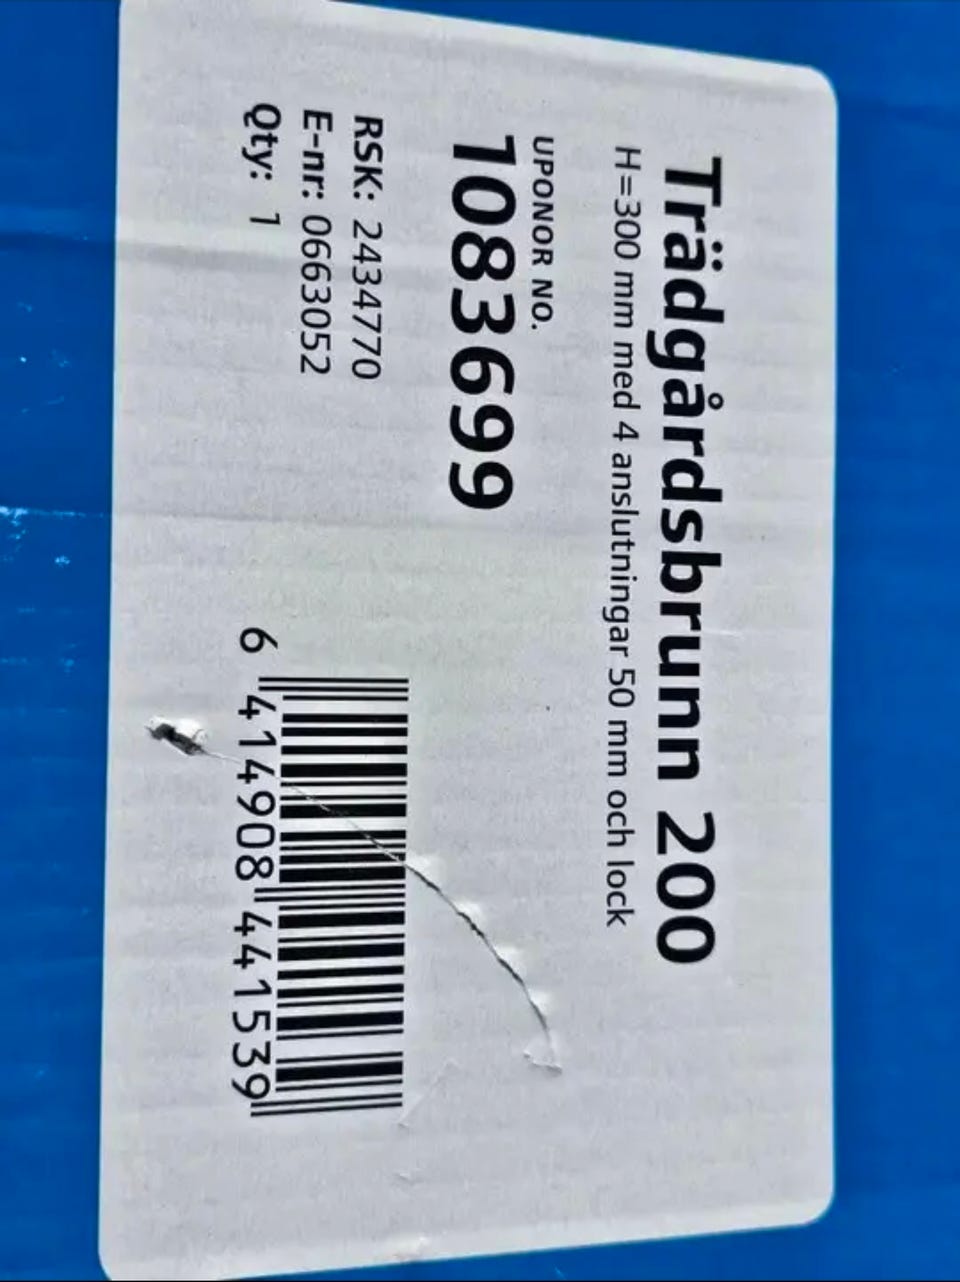 Trädgårdsbrunn 200
H=300 mm med 4 anslutningar 50 mm och lock
UPONOR NO.
1083699
RSK: 2434770
E-nr: 0663052
Qty: 1
6 414908 441539